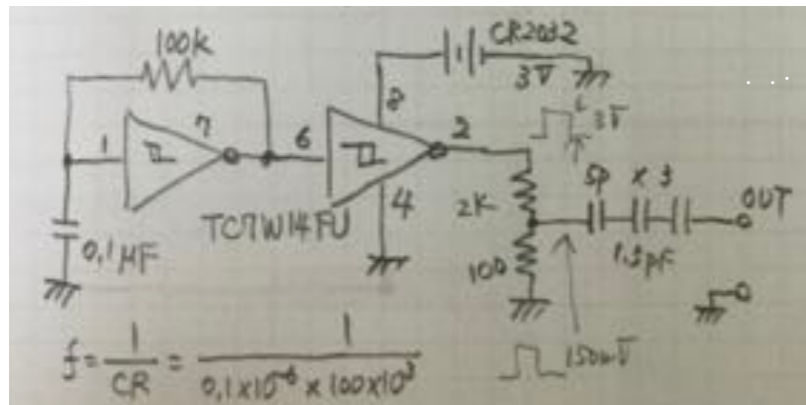 100k
CR2032
3V
8
3V
1
7
6
2
4
5p × 3
OUT
2K
TC7W14FU
0,1μF
100
1.5pF
150mV
f = 1/CR = 1/0,1×10⁻⁶×100×10³